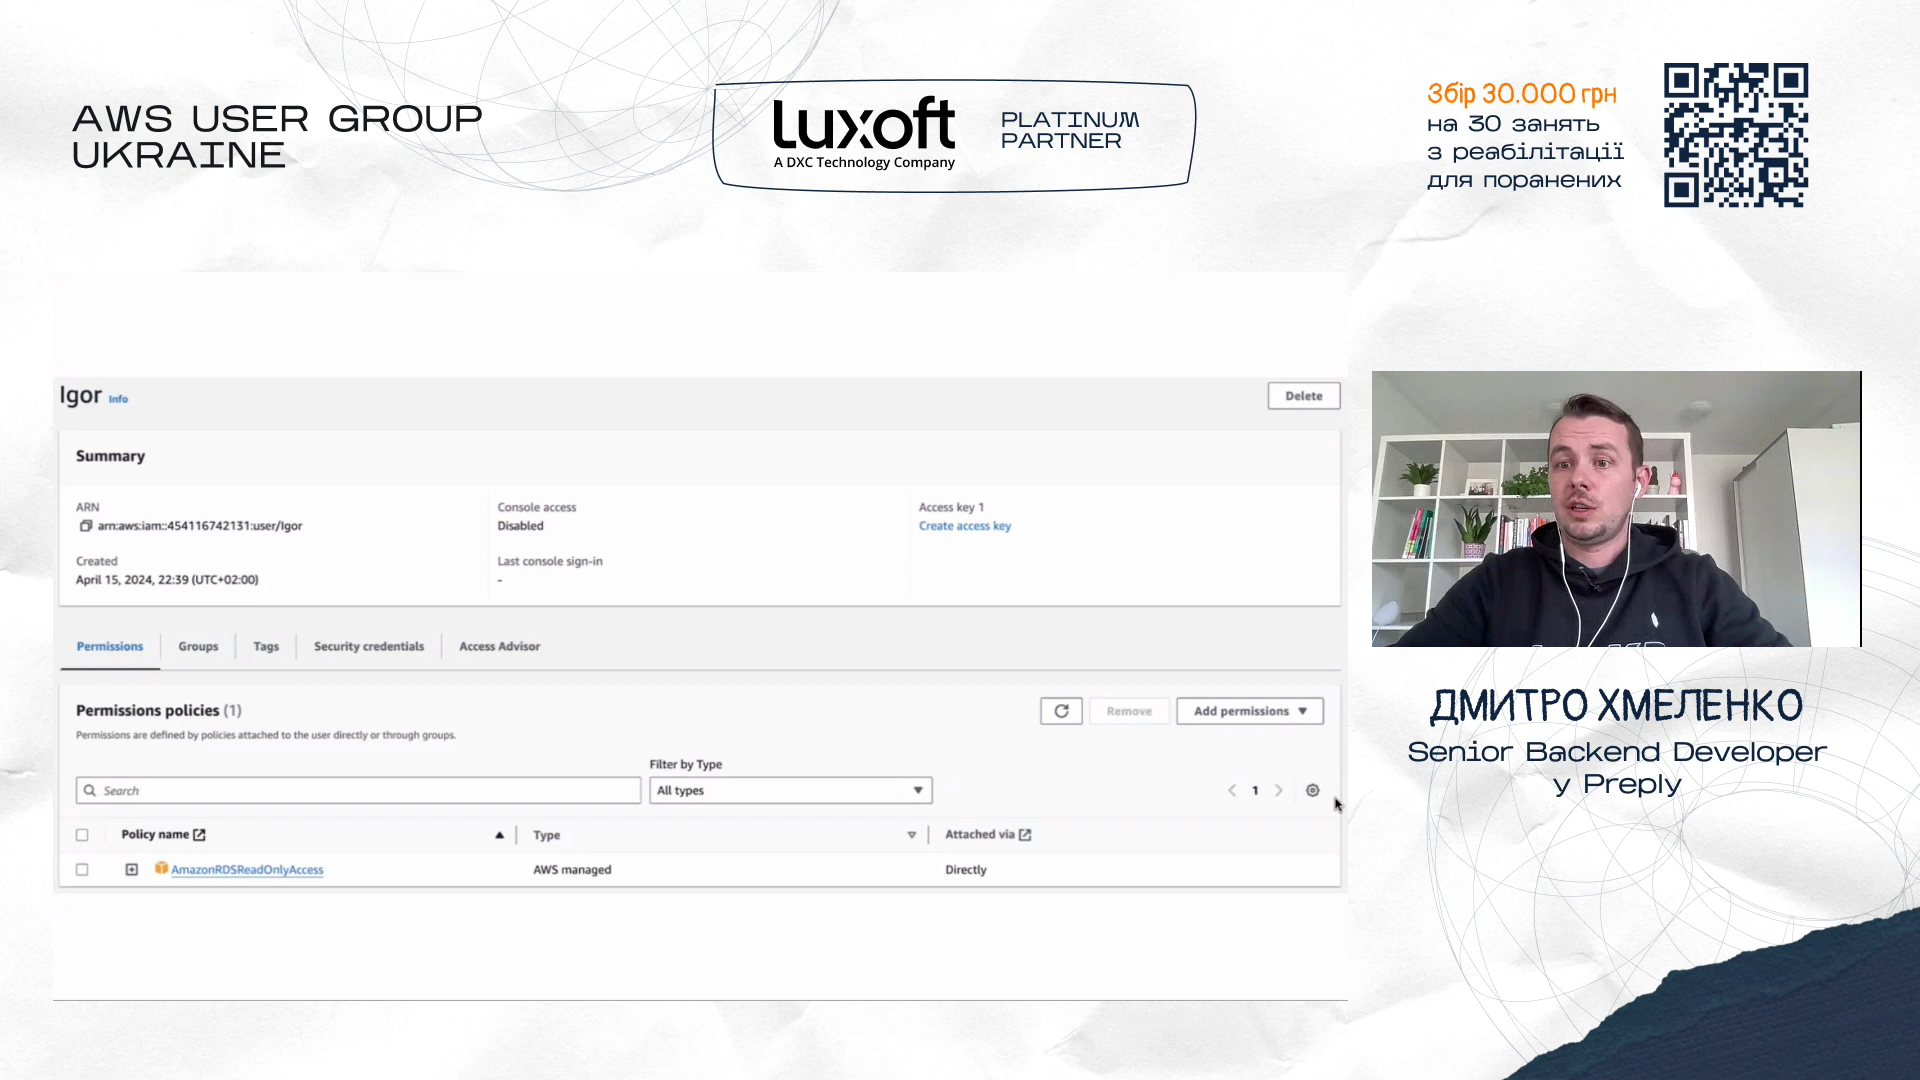 AWS USER GROUP
UKRAINE
Luxoft
A DXC Technology Company
PLATINUM
PARTNER
Збір 30.000 грн
на 30 занять
з реабілітації
для поранених
Igor Info
Delete
Summary
ARN
arn:aws:iam::454116742131:user/Igor
Console access
Disabled
Access key 1
Create access key
Created
April 15, 2024, 22:39 (UTC+02:00)
Last console sign-in
-
Permissions
Groups
Tags
Security credentials
Access Advisor
Permissions policies (1)
Remove
Add permissions
Permissions are defined by policies attached to the user directly or through groups.
Filter by Type
Search
All types
1
Policy name
Type
Attached via
AmazonRDSReadOnlyAccess
AWS managed
Directly
ДМИТРО ХМЕЛЕНКО
Senior Backend Developer
у Preply